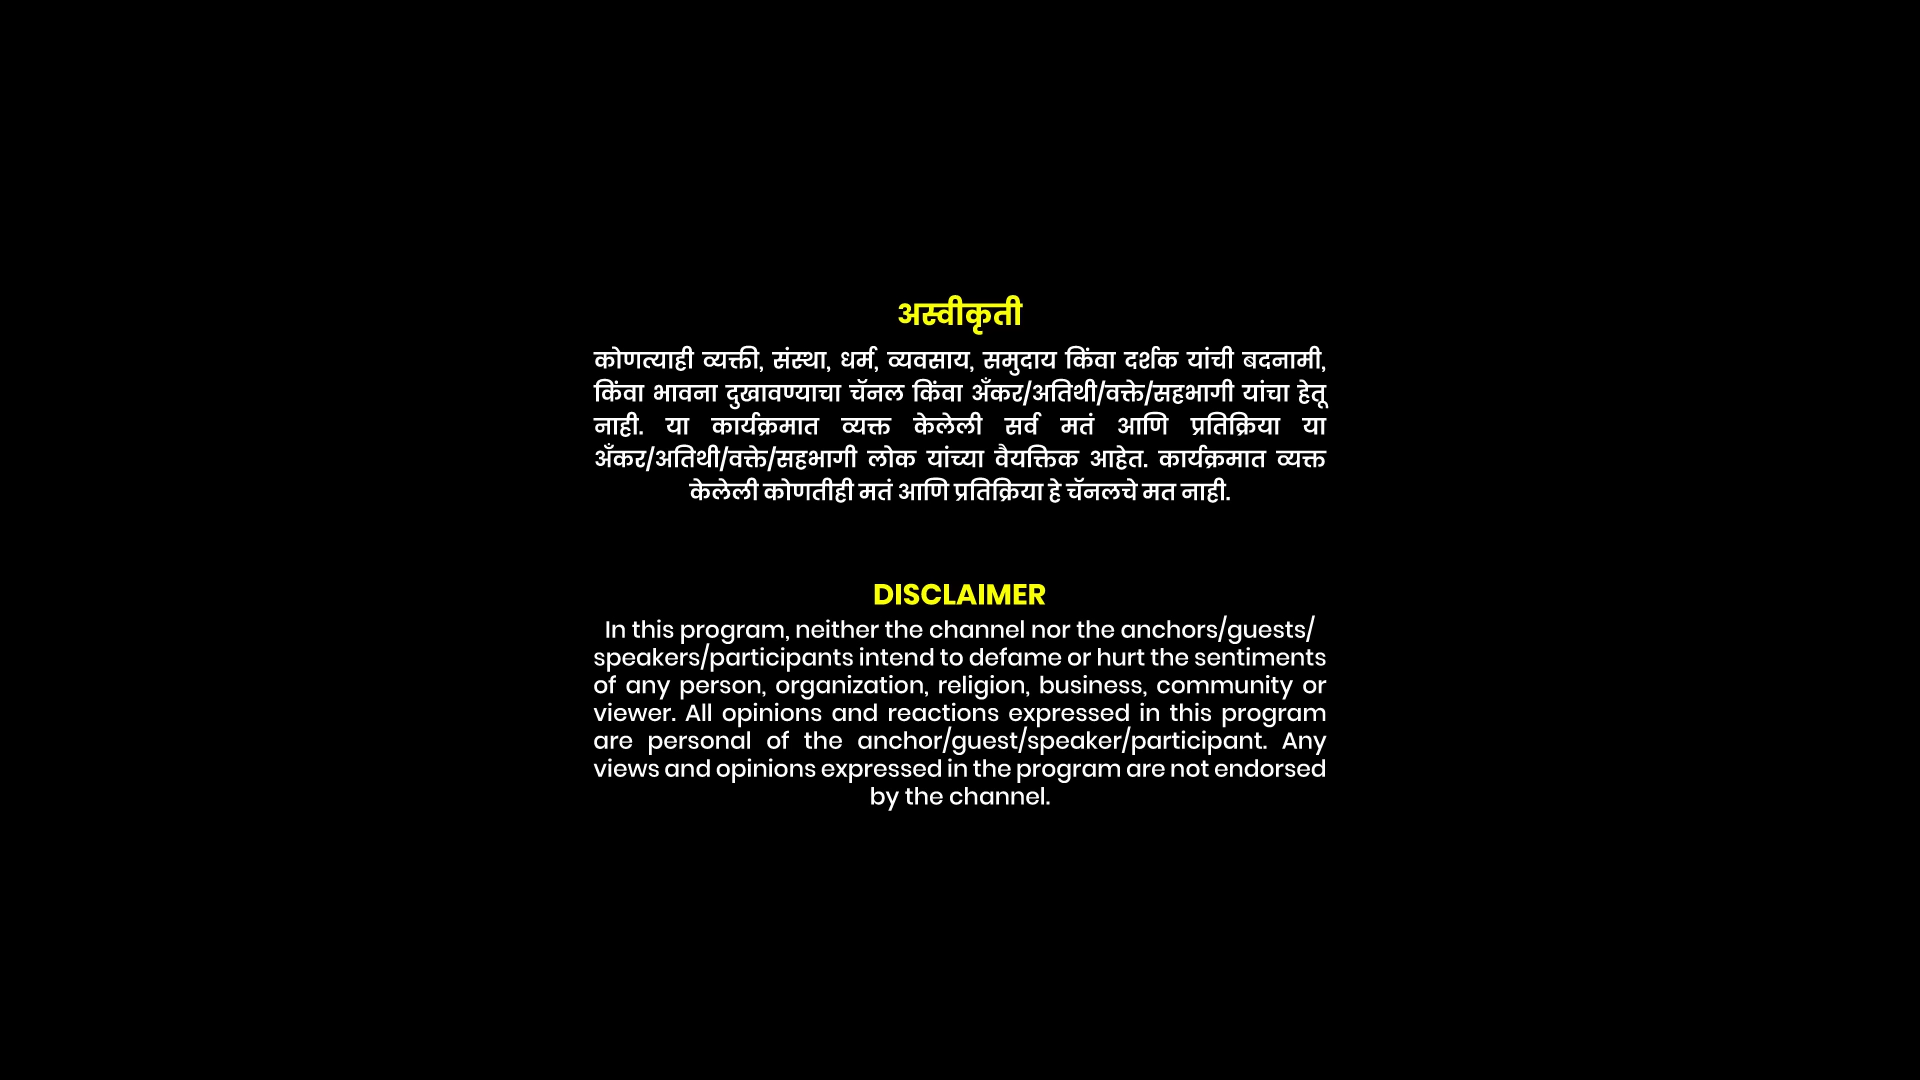 अस्वीकृती
कोणत्याही व्यक्ती, संस्था, धर्म, व्यवसाय, समुदाय किंवा दर्शक यांची बदनामी,
किंवा भावना दुखावण्याचा चॅनल किंवा अँकर/अतिथी/वक्ते/सहभागी यांचा हेतू
नाही. या कार्यक्रमात व्यक्त केलेली सर्व मतं आणि प्रतिक्रिया या
अँकर/अतिथी/वक्ते/सहभागी लोक यांच्या वैयक्तिक आहेत. कार्यक्रमात व्यक्त
केलेली कोणतीही मतं आणि प्रतिक्रिया हे चॅनलचे मत नाही.
DISCLAIMER
In this program, neither the channel nor the anchors/guests/
speakers/participants intend to defame or hurt the sentiments
of any person, organization, religion, business, community or
viewer. All opinions and reactions expressed in this program
are personal of the anchor/guest/speaker/participant. Any
views and opinions expressed in the program are not endorsed
by the channel.